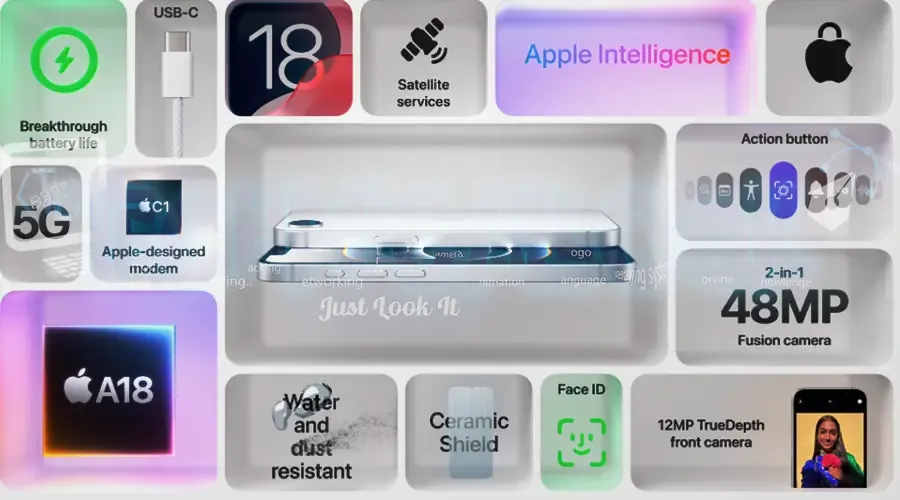 USB-C
18
Satellite
services
Apple Intelligence
Breakthrough
battery life
Action button
5G
C1
Apple-designed
modem
ogo
online
Just Look It
2-in-1
48MP
Fusion camera
A18
Water
and
dust
resistant
Ceramic
Shield
Face ID
12MP TrueDepth
front camera